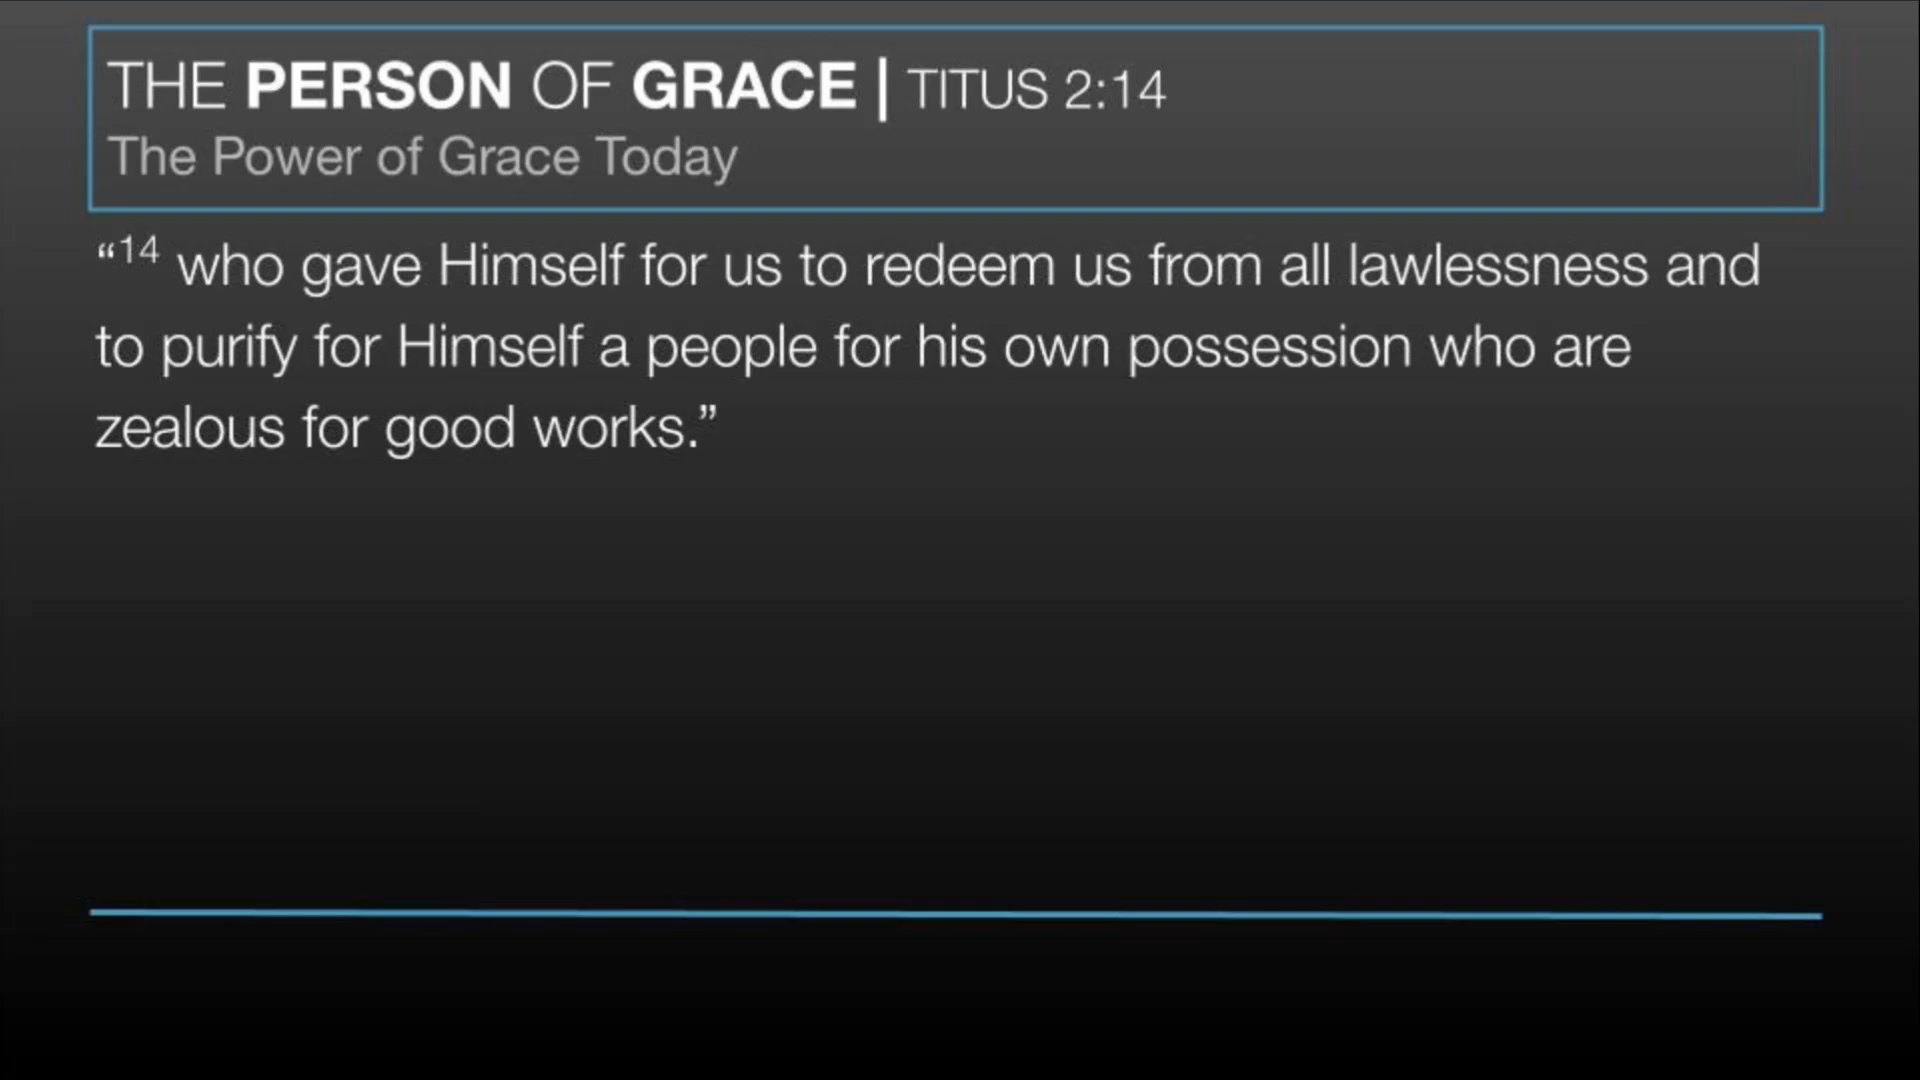 THE PERSON OF GRACE | TITUS 2:14
The Power of Grace Today
“14 who gave Himself for us to redeem us from all lawlessness and
to purify for Himself a people for his own possession who are
zealous for good works.”